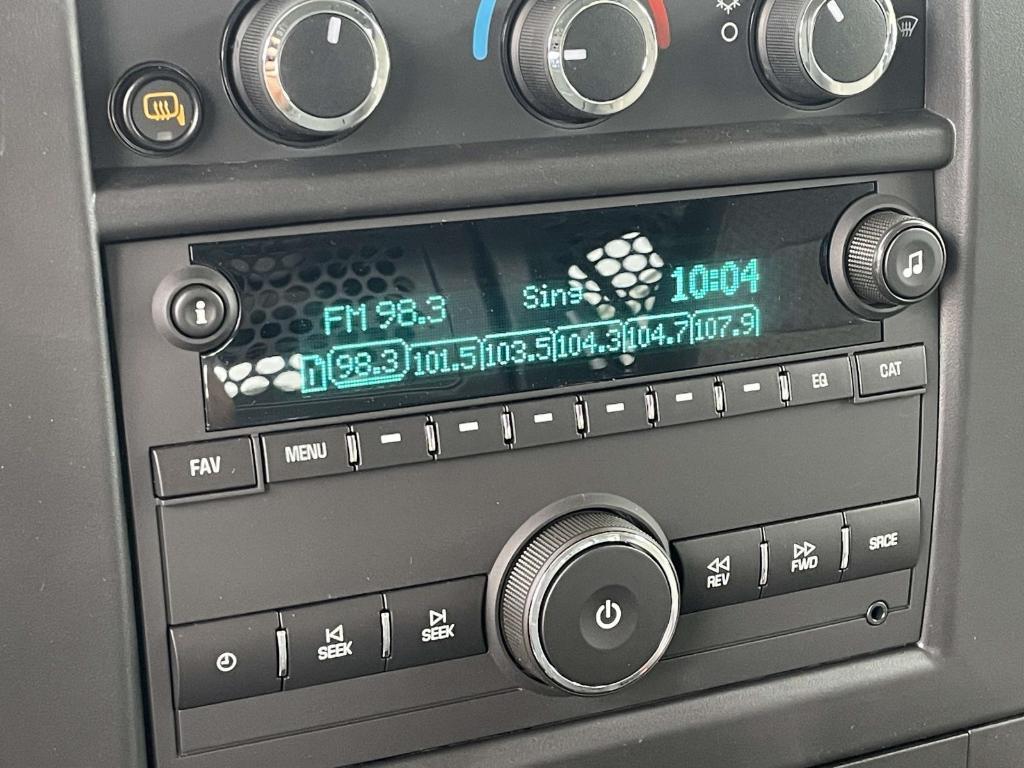 FM 98.3 Sing 10:04
1 98.3 101.5 103.5 104.3 104.7 107.9
FAV MENU EQ CAT
REV FWD SRCE
SEEK SEEK